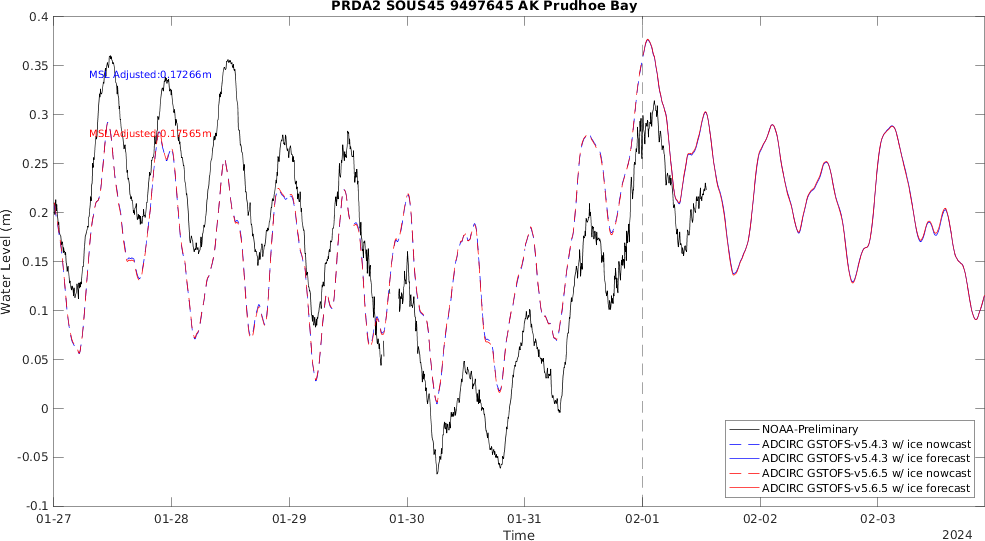 PRDA2 SOUS45 9497645 AK Prudhoe Bay
0.4
0.35
0.3
0.25
0.2
0.15
0.1
0.05
0
-0.05
-0.1
Water Level (m)
MSL Adjusted:0.17266m
MSL Adjusted:0.17565m
NOAA-Preliminary
ADCIRC GSTOFS-v5.4.3 w/ ice nowcast
ADCIRC GSTOFS-v5.4.3 w/ ice forecast
ADCIRC GSTOFS-v5.6.5 w/ ice nowcast
ADCIRC GSTOFS-v5.6.5 w/ ice forecast
01-27 01-28 01-29 01-30 01-31 02-01 02-02 02-03
Time
2024